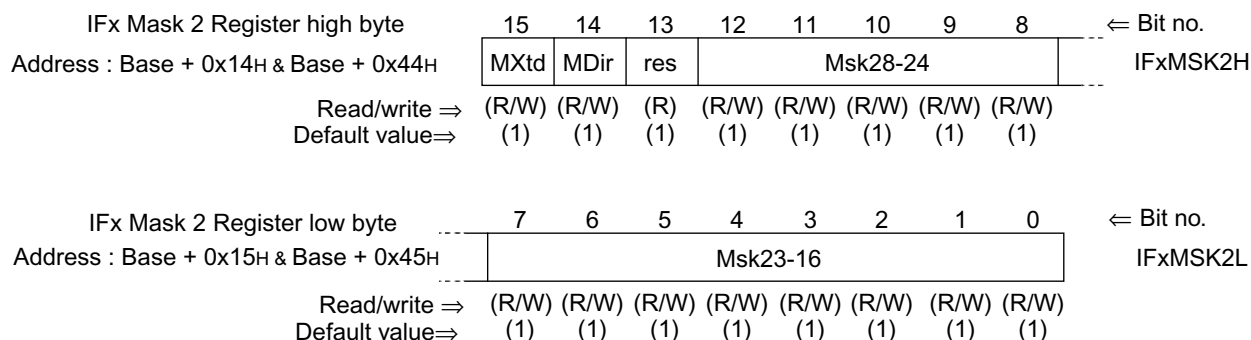 IFx Mask 2 Register high byte 15 14 13 12 11 10 9 8 ⇐ Bit no.
Address : Base + 0x14H & Base + 0x44H MXtd MDir res Msk28-24 IFxMSK2H
Read/write ⇒ (R/W) (R/W) (R) (R/W) (R/W) (R/W) (R/W) (R/W)
Default value⇒ (1) (1) (1) (1) (1) (1) (1) (1)
IFx Mask 2 Register low byte 7 6 5 4 3 2 1 0 ⇐ Bit no.
Address : Base + 0x15H & Base + 0x45H Msk23-16 IFxMSK2L
Read/write ⇒ (R/W) (R/W) (R/W) (R/W) (R/W) (R/W) (R/W) (R/W)
Default value⇒ (1) (1) (1) (1) (1) (1) (1) (1)